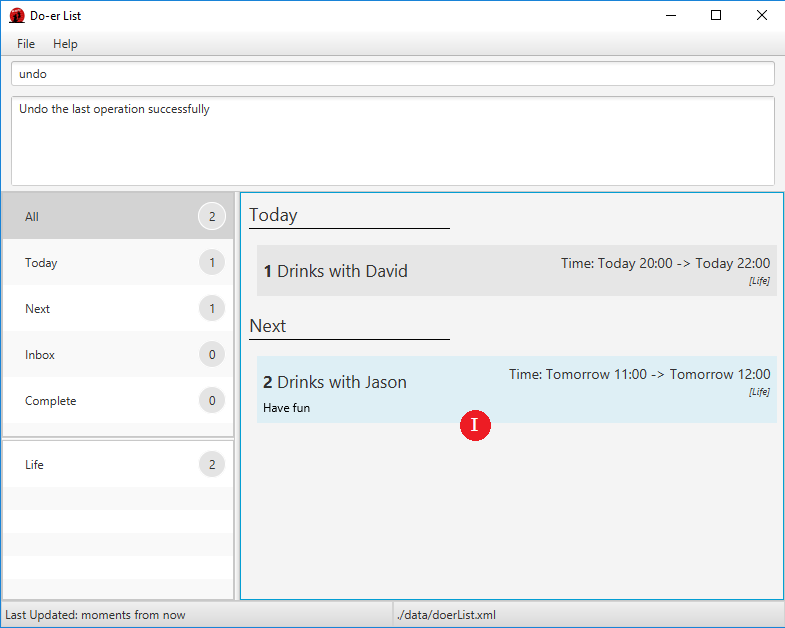 Do-er List
File Help
undo
Undo the last operation successfully
All 2
Today 1
Next 1
Inbox 0
Complete 0
Life 2
Today
1 Drinks with David
Time: Today 20:00 -> Today 22:00
[Life]
Next
2 Drinks with Jason
Time: Tomorrow 11:00 -> Tomorrow 12:00
[Life]
Have fun
I
Last Updated: moments from now
./data/doerList.xml